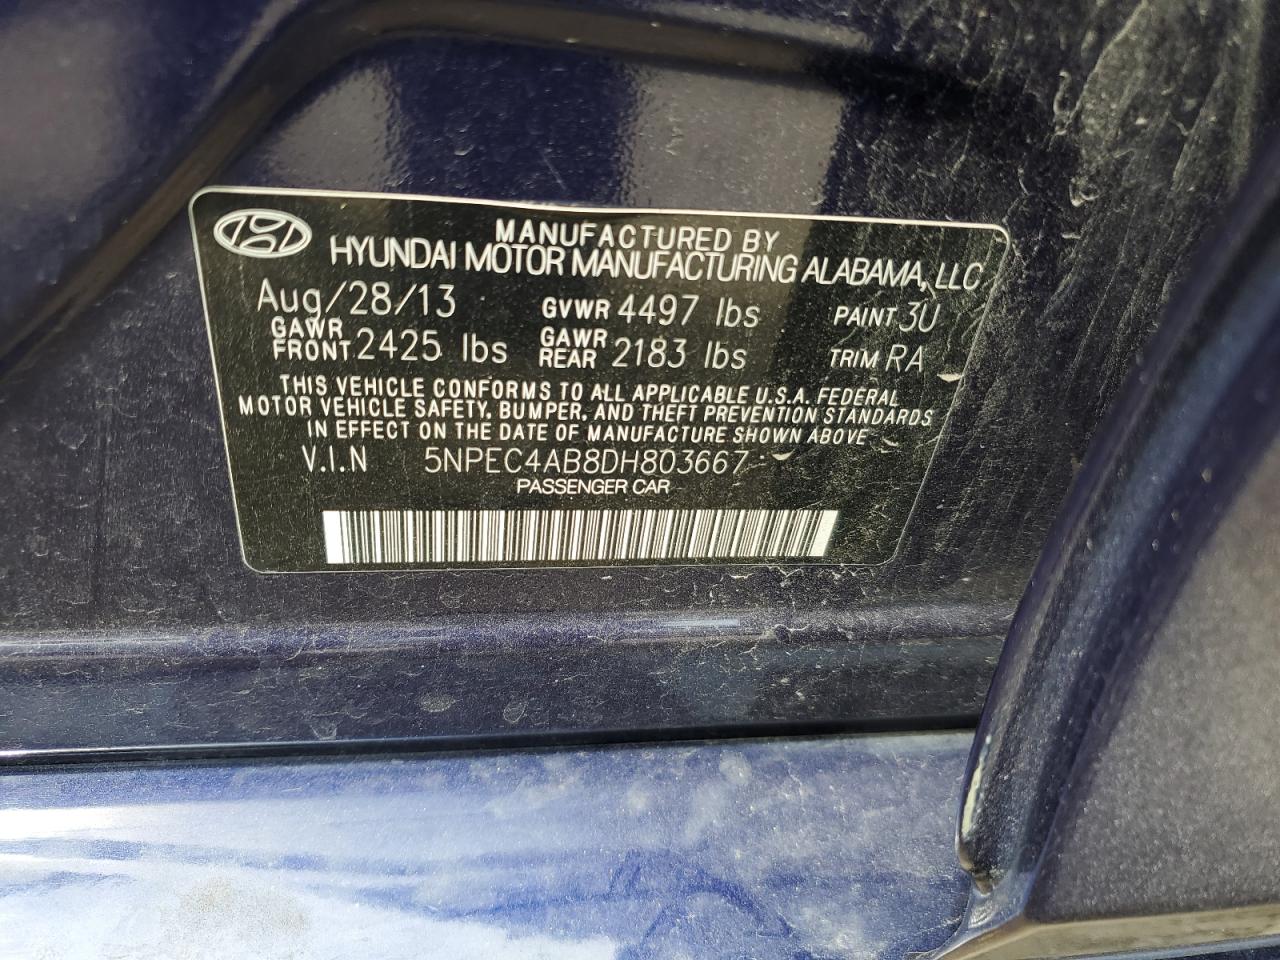 MANUFACTURED BY
HYUNDAI MOTOR MANUFACTURING ALABAMA, LLC
Aug/28/13 GVWR 4497 lbs PAINT 3U
GAWR FRONT 2425 lbs GAWR REAR 2183 lbs TRIM RA
THIS VEHICLE CONFORMS TO ALL APPLICABLE U.S.A. FEDERAL
MOTOR VEHICLE SAFETY, BUMPER, AND THEFT PREVENTION STANDARDS
IN EFFECT ON THE DATE OF MANUFACTURE SHOWN ABOVE
V.I.N 5NPEC4AB8DH803667
PASSENGER CAR